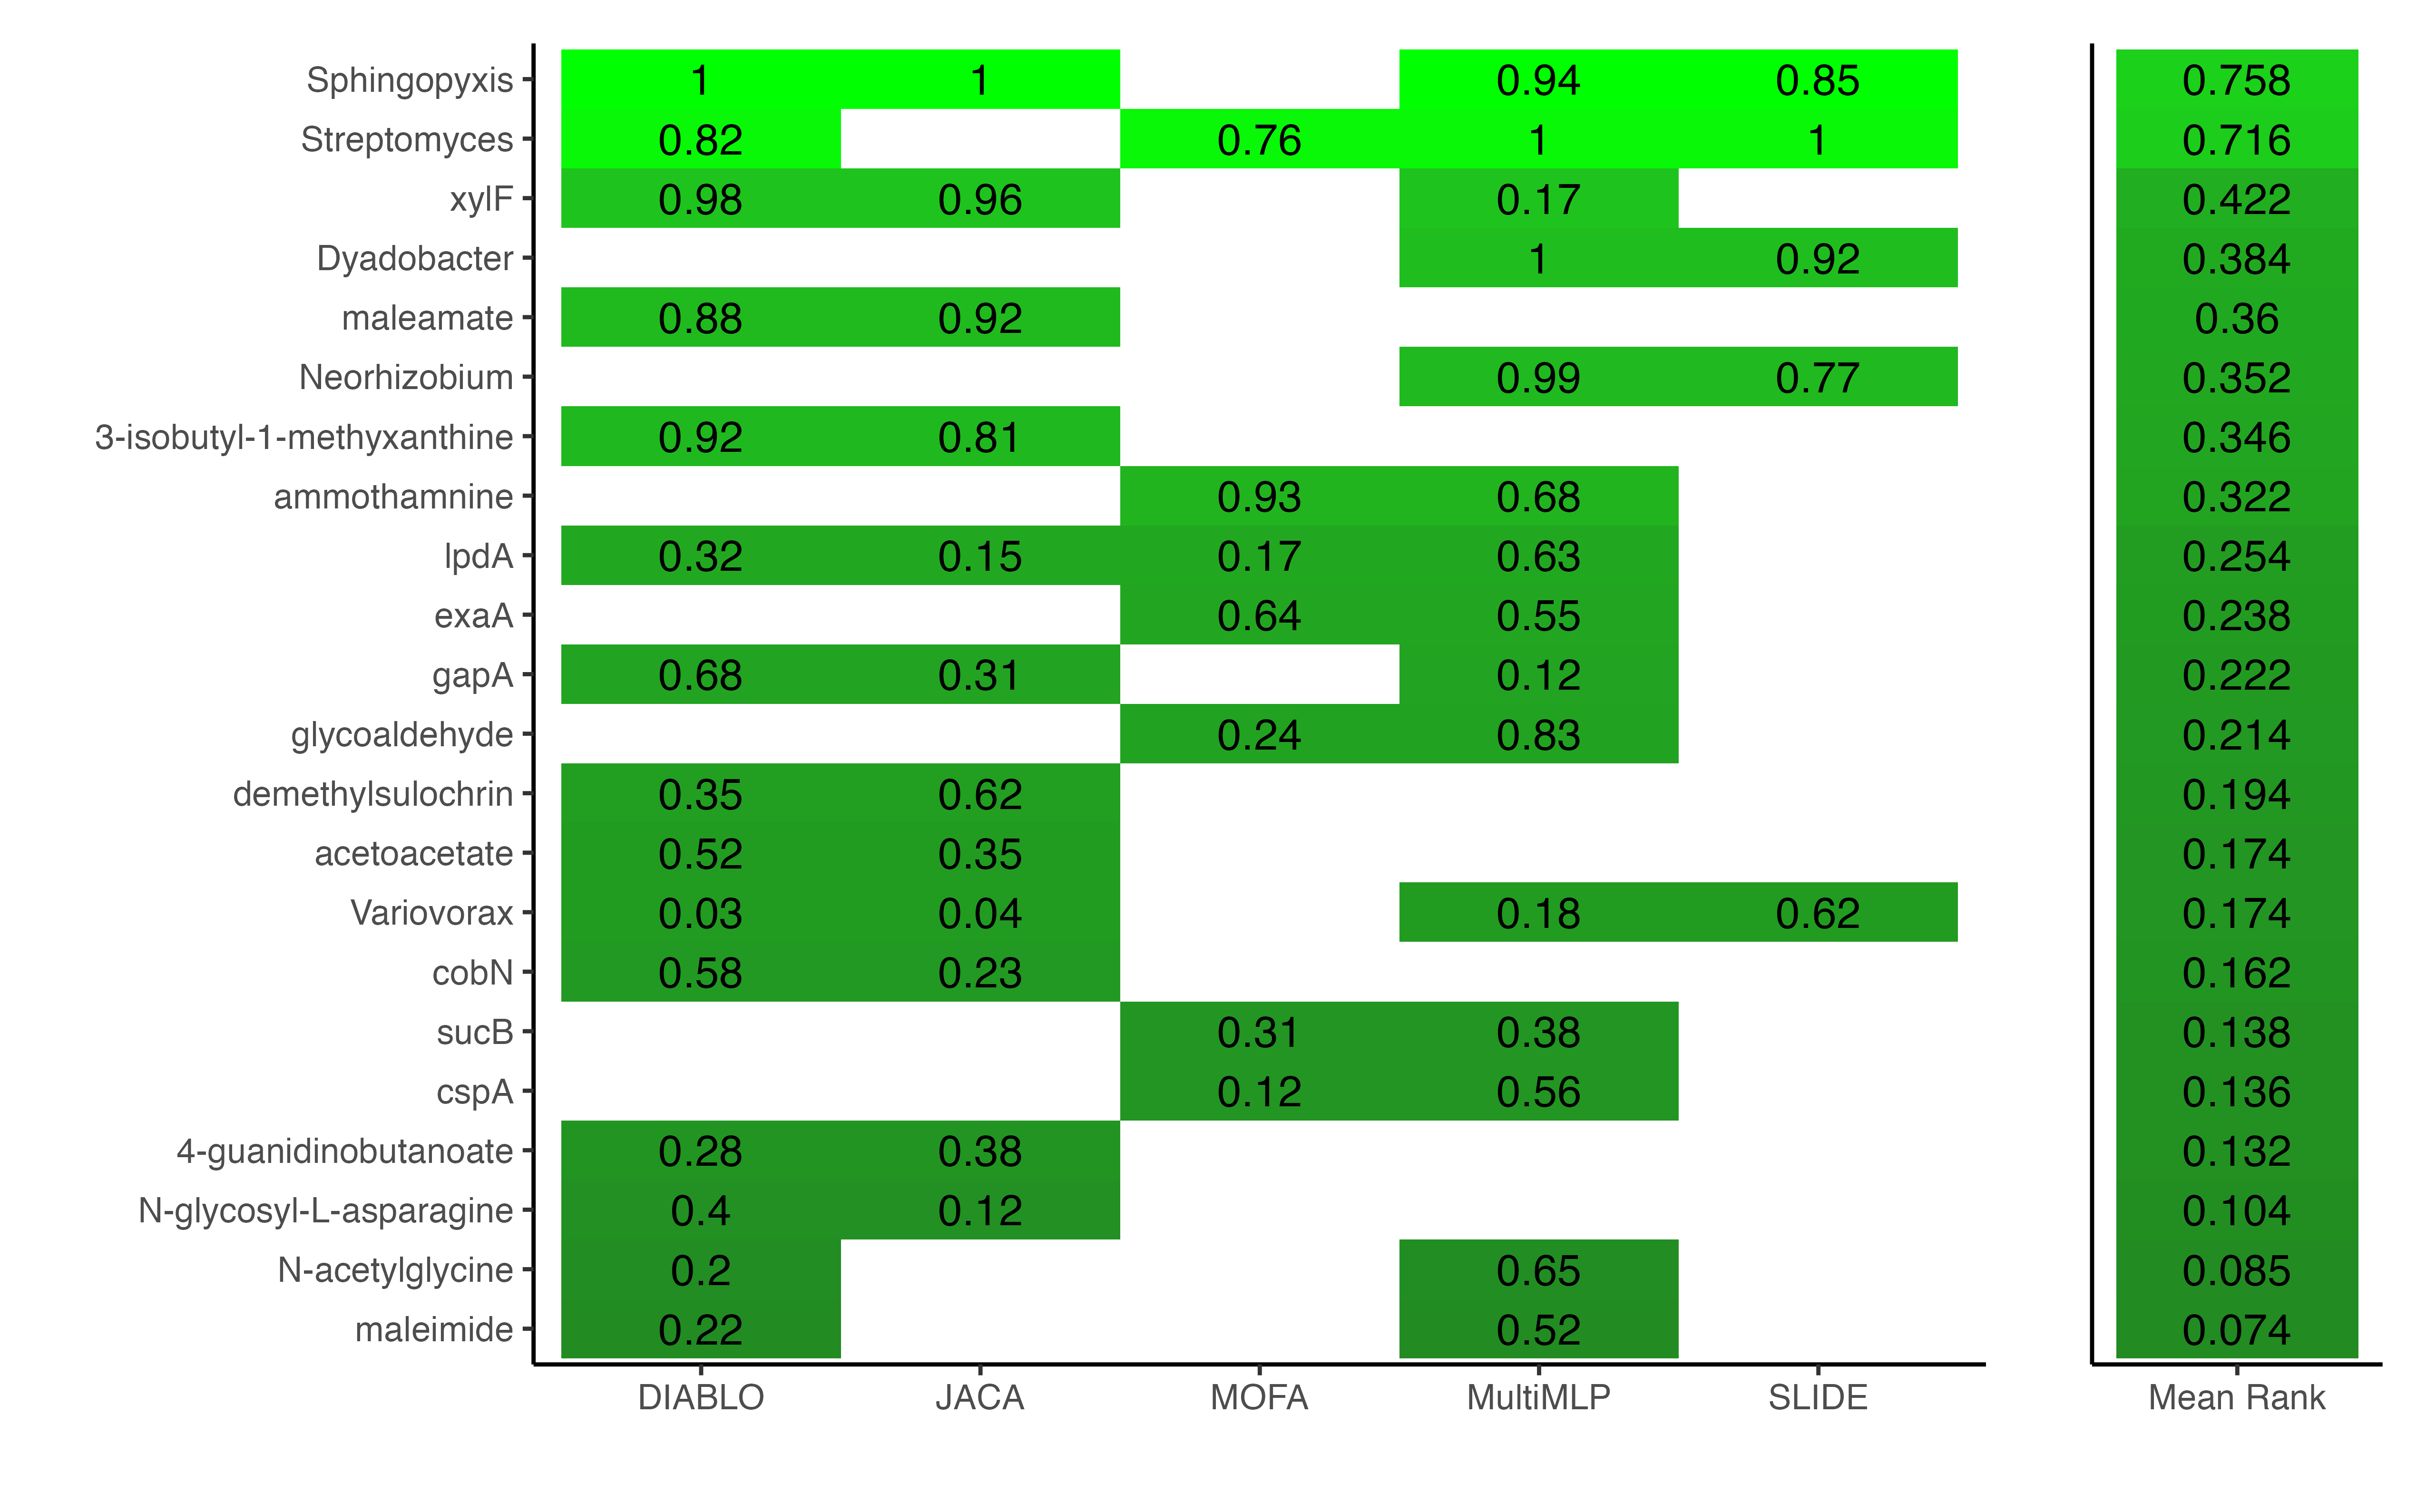 Sphingopyxis 1 1 0.94 0.85 0.758
Streptomyces 0.82 0.76 1 1 0.716
xylF 0.98 0.96 0.17 0.422
Dyadobacter 1 0.92 0.384
maleamate 0.88 0.92 0.36
Neorhizobium 0.99 0.77 0.352
3-isobutyl-1-methyxanthine 0.92 0.81 0.346
ammothamnine 0.93 0.68 0.322
lpdA 0.32 0.15 0.17 0.63 0.254
exaA 0.64 0.55 0.238
gapA 0.68 0.31 0.12 0.222
glycoaldehyde 0.24 0.83 0.214
demethylsulochrin 0.35 0.62 0.194
acetoacetate 0.52 0.35 0.174
Variovorax 0.03 0.04 0.18 0.62 0.174
cobN 0.58 0.23 0.162
sucB 0.31 0.38 0.138
cspA 0.12 0.56 0.136
4-guanidinobutanoate 0.28 0.38 0.132
N-glycosyl-L-asparagine 0.4 0.12 0.104
N-acetylglycine 0.2 0.65 0.085
maleimide 0.22 0.52 0.074
DIABLO JACA MOFA MultiMLP SLIDE Mean Rank